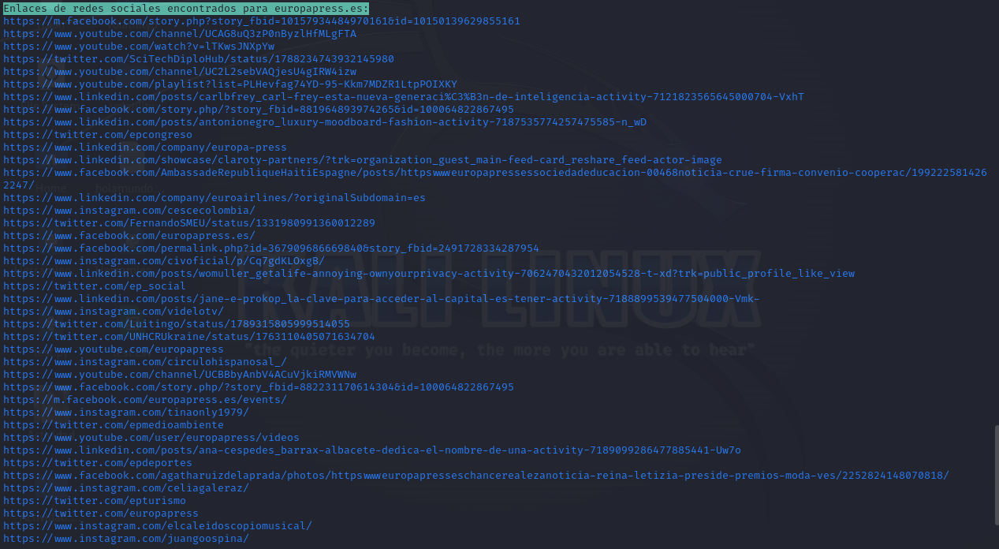 Enlaces de redes sociales encontrados para europapress.es:
https://m.facebook.com/story.php?story_fbid=10157934484970161&id=10150139629855161
https://www.youtube.com/channel/UCAG8uQ3zP0nByzlHfMLgFTA
https://www.youtube.com/watch?v=lTKwsJNXpYw
https://twitter.com/SciTechDiploHub/status/1788234743932145980
https://www.youtube.com/channel/UC2L2sebVAQjesU4gIRW4izw
https://www.youtube.com/playlist?list=PLHevfag74YD-95-Kkm7MDZR1LtpPOIXKY
https://www.linkedin.com/posts/carlbfrey_carl-frey-esta-nueva-generaci%C3%B3n-de-inteligencia-activity-7121823565645000704-VxhT
https://www.facebook.com/?story_fbid=881964893974265&id=100064822867495
https://www.linkedin.com/posts/antonionegro_luxury-moodboard-fashion-activity-7187535774257475585-n_wD
https://twitter.com/epcongreso
https://www.linkedin.com/company/europa-press
https://www.linkedin.com/showcase/claroty-partners/?trk=organization_guest_main-feed-card_reshare_feed-actor-image
https://www.facebook.com/AmbassadeRepubliqueHaitiEspagne/posts/httpswwweuropapressessociedadeducacion-00468noticia-crue-firma-convenio-cooperac/199222581426
2247/
Home holamundo
https://www.linkedin.com/company/euroairlines/?originalSubdomain=es
https://www.instagram.com/cescecolombia/
https://twitter.com/FernandoSMEU/status/1331980991360012289
https://www.facebook.com/europapress.es/
https://www.facebook.com/permalink.php?id=367909686669840&story_fbid=2491728334287954
https://www.instagram.com/civoficial/p/Cq7gdKLOxgB/
https://www.linkedin.com/posts/womuller_getalife-annoying-ownyourprivacy-activity-7062470432012054528-t-xd?trk=public_profile_like_view
https://twitter.com/ep_social
https://www.linkedin.com/posts/jane-e-prokop_la-clave-para-acceder-al-capital-es-tener-activity-7188899539477504000-Vmk-
https://www.instagram.com/videlotv/
KALI LINUX
https://twitter.com/Luitingo/status/1789315805999514055
https://twitter.com/UNHCRUkraine/status/1763110405071634704
https://www.youtube.com/europapress
"the quieter you become, the more you are able to hear"
https://www.instagram.com/circulohispanosal_/
https://www.youtube.com/channel/UCBBbyAnbV4ACuVjkiRMVWNw
https://www.facebook.com/story.php/?story_fbid=882231170614304&id=100064822867495
https://m.facebook.com/europapress.es/events/
https://www.instagram.com/tinaonly1979/
https://twitter.com/epmedioambiente
https://www.youtube.com/user/europapress/videos
https://www.linkedin.com/posts/ana-cespedes_barrax-albacete-dedica-el-nombre-de-una-activity-7189099286477885441-Uw7o
https://twitter.com/epdeportes
https://www.facebook.com/agatharuizdelaprada/photos/httpswwweuropapresseschancerealezanoticia-reina-letizia-preside-premios-moda-ves/2252824148070818/
https://www.instagram.com/celiagaleraz/
https://twitter.com/epturismo
https://twitter.com/europapress
https://www.instagram.com/elcaleidoscopiomusical/
https://www.instagram.com/juangoospina/